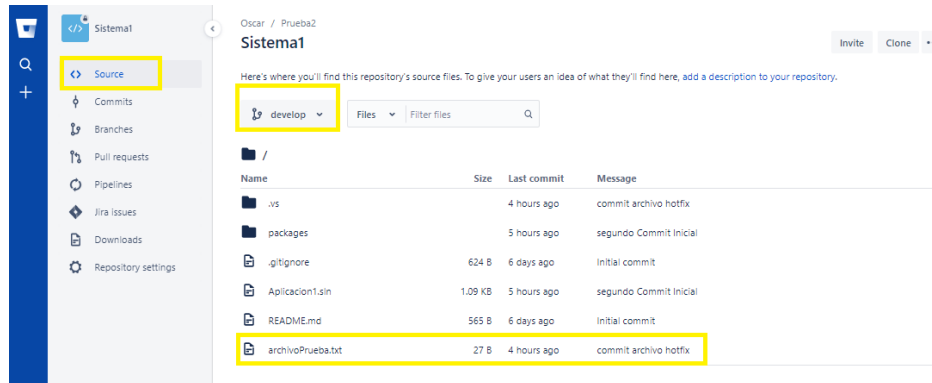 Sistema1
Source
Commits
Branches
Pull requests
Pipelines
Jira issues
Downloads
Repository settings
Oscar / Prueba2
Sistema1
Invite Clone
Here's where you'll find this repository's source files. To give your users an idea of what they'll find here, add a description to your repository.
develop Files Filter files
/
Name Size Last commit Message
.vs 4 hours ago commit archivo hotfix
packages 5 hours ago segundo Commit Inicial
.gitignore 624 B 6 days ago Initial commit
Aplicacion1.sln 1.09 KB 5 hours ago segundo Commit Inicial
README.md 565 B 6 days ago Initial commit
archivoPrueba.txt 27 B 4 hours ago commit archivo hotfix